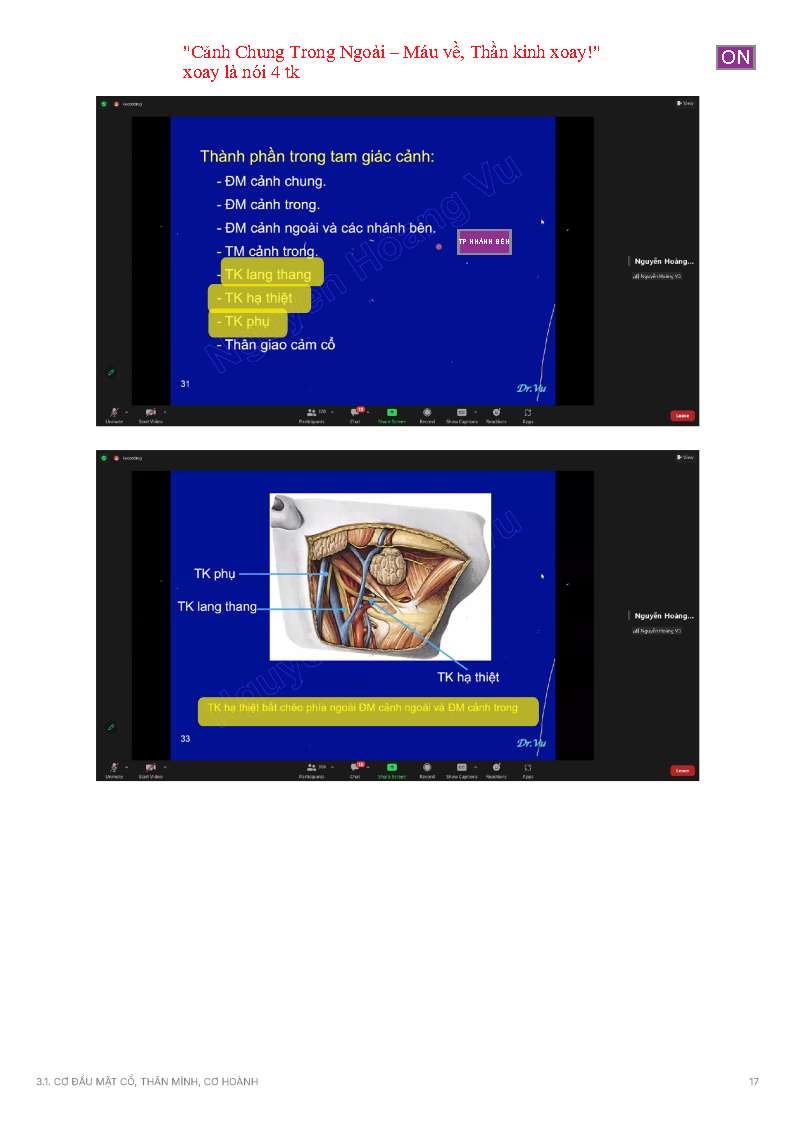 "Cảnh Chung Trong Ngoài – Máu về, Thần kinh xoay!"
xoay là nói 4 tk
ON
Recording
View
Thành phần trong tam giác cảnh:
- ĐM cảnh chung.
- ĐM cảnh trong.
- ĐM cảnh ngoài và các nhánh bên.
TP NHÁNH BÊN
- TM cảnh trong.
- TK lang thang
- TK hạ thiệt
- TK phụ
- Thân giao cảm cổ
Nguyen Hoang Vu
Nguyễn Hoàng...
Nguyễn Hoàng Vũ
31
Dr.Vu
Unmute
Start Video
Participants
Chat
Share Screen
Record
Show Captions
Reactions
Apps
Leave
Recording
View
TK phụ
TK lang thang
TK hạ thiệt
TK hạ thiệt bắt chéo phía ngoài ĐM cảnh ngoài và ĐM cảnh trong
Nguyễn Hoàng...
Nguyễn Hoàng Vũ
33
Dr.Vu
Unmute
Start Video
Participants
Chat
Share Screen
Record
Show Captions
Reactions
Apps
Leave
3.1. CƠ ĐẦU MẶT CỔ, THÂN MÌNH, CƠ HOÀNH
17